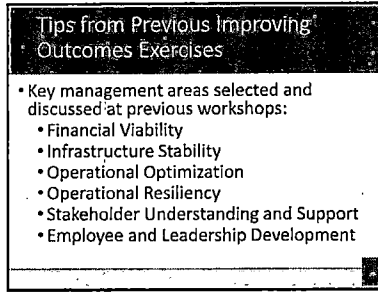 Tips from Previous Improving
Outcomes Exercises
• Key management areas selected and
discussed at previous workshops:
• Financial Viability
• Infrastructure Stability
• Operational Optimization
• Operational Resiliency
• Stakeholder Understanding and Support
• Employee and Leadership Development